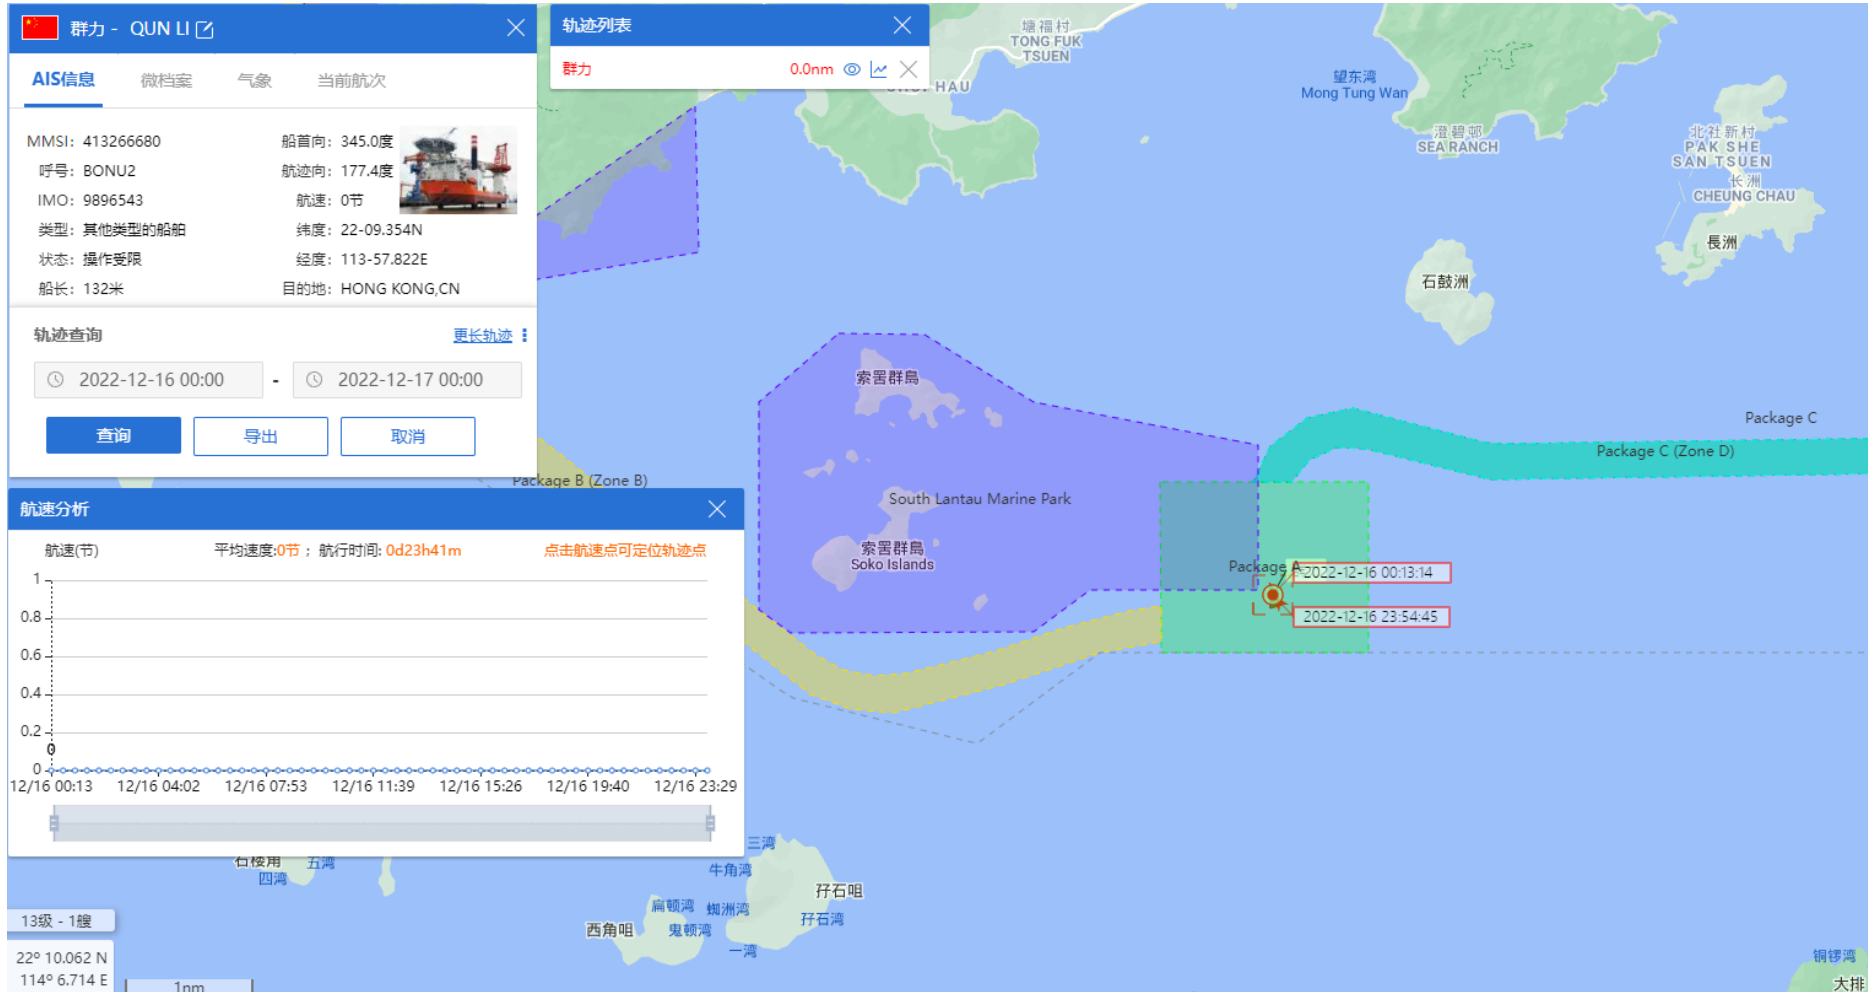 群力 - QUN LI
AIS信息 微档案 气象 当前航次
MMSI: 413266680 船首向: 345.0度
呼号: BONU2 航迹向: 177.4度
IMO: 9896543 航速: 0节
类型: 其他类型的船舶 纬度: 22-09.354N
状态: 操作受限 经度: 113-57.822E
船长: 132米 目的地: HONG KONG,CN
轨迹查询 更长轨迹
2022-12-16 00:00 - 2022-12-17 00:00
查询 导出 取消
轨迹列表
群力 0.0nm
塘福村
TONG FUK
TSUEN
HAU
望东湾
Mong Tung Wan
澄碧邨
SEA RANCH
北社新村
PAK SHE
SAN TSUEN
长洲
CHEUNG CHAU
長洲
石鼓洲
索罟群島
South Lantau Marine Park
索罟群島
Soko Islands
Package B (Zone B)
Package C
Package C (Zone D)
Package A
2022-12-16 00:13:14
2022-12-16 23:54:45
航速分析
航速(节) 平均速度:0节 ; 航行时间: 0d23h41m 点击航速点可定位轨迹点
1
0.8
0.6
0.4
0.2
0
0
12/16 00:13 12/16 04:02 12/16 07:53 12/16 11:39 12/16 15:26 12/16 19:40 12/16 23:29
石楼角 五湾
四湾
三湾
牛角湾
孖石咀
扁顿湾 蜘洲湾 孖石湾
西角咀 鬼顿湾
一湾
铜锣湾
大排
13级 - 1艘
22° 10.062 N
114° 6.714 E
1nm